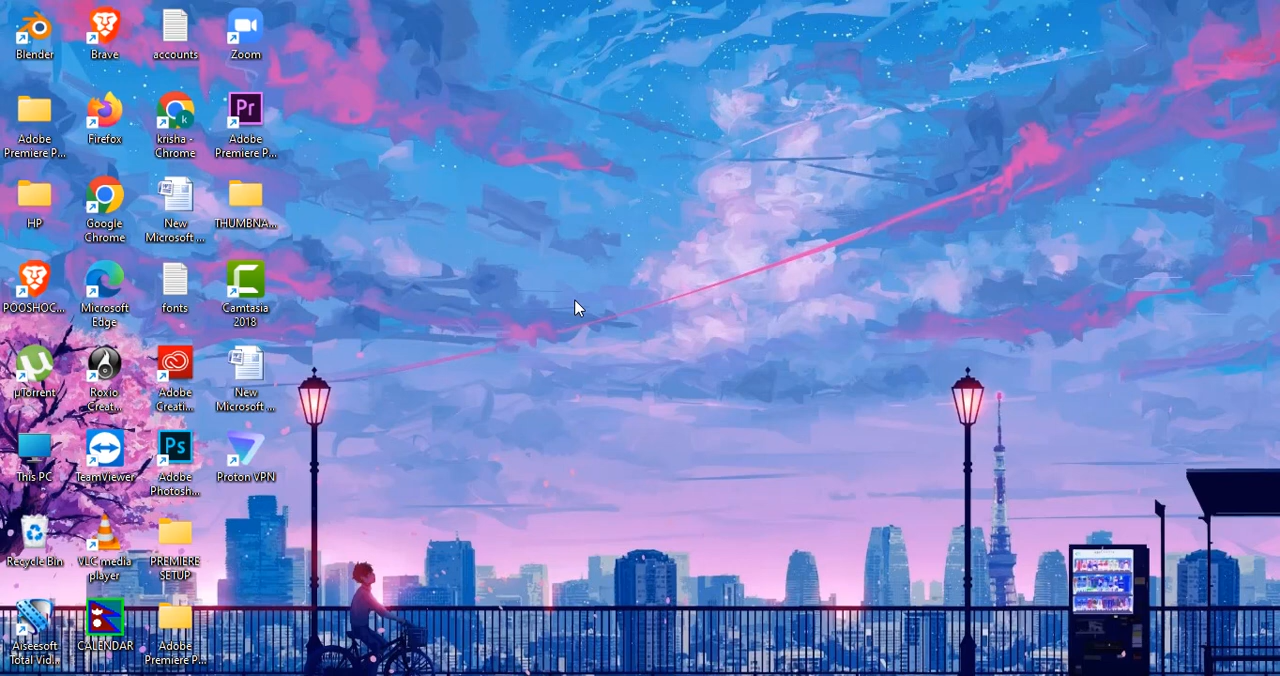 Blender
Brave
accounts
Zoom
Adobe
Premiere P...
Firefox
krisha -
Chrome
k
Pr
Adobe
Premiere P...
HP
Google
Chrome
New
Microsoft ...
THUMBNA...
POOSHOC...
Microsoft
Edge
fonts
Camtasia
2018
µTorrent
Roxio
Creat...
Adobe
Creati...
New
Microsoft ...
This PC
TeamViewer
Ps
Adobe
Photosh...
Proton VPN
Recycle Bin
VLC media
player
PREMIERE
SETUP
Aiseesoft
Total Vid...
CALENDAR
Adobe
Premiere P...